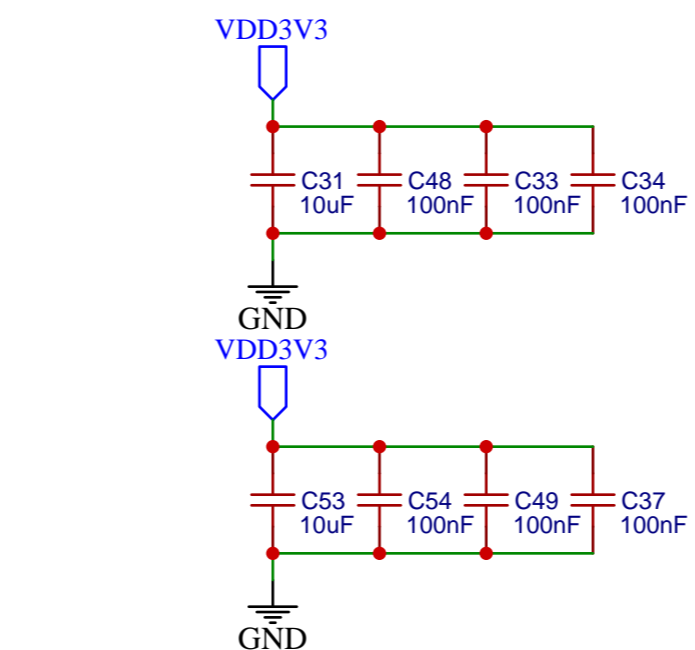 VDD3V3
C31 C48 C33 C34
10uF 100nF 100nF 100nF
GND
VDD3V3
C53 C54 C49 C37
10uF 100nF 100nF 100nF
GND